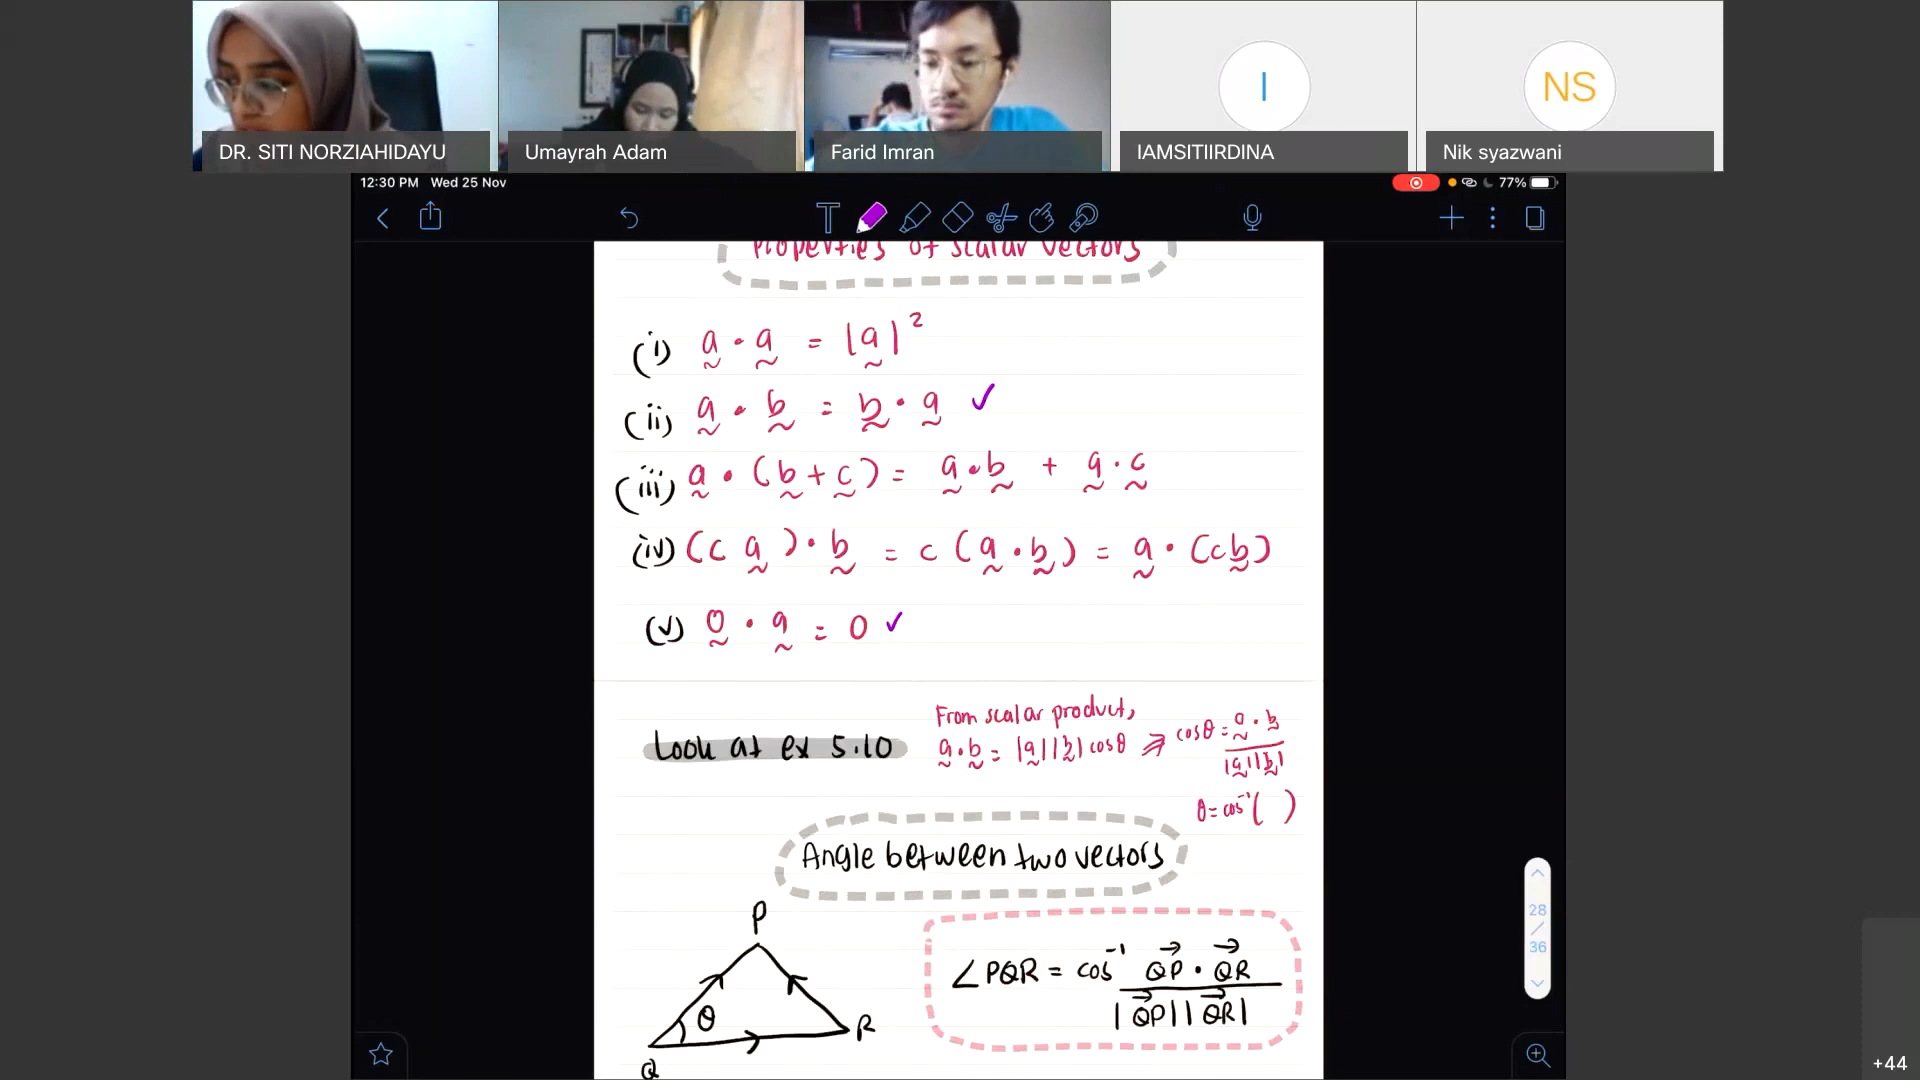 DR. SITI NORZIAHIDAYU
Umayrah Adam
Farid Imran
I
IAMSITIIRDINA
NS
Nik syazwani
12:30 PM Wed 25 Nov
77%
T
Properties of scalar vectors
(i) a̰ · a̰ = |a̰|²
(ii) a̰ · b̰ = b̰ · a̰ ✓
(iii) a̰ · (b̰ + c̰) = a̰ · b̰ + a̰ · c̰
(iv) (c a̰) · b̰ = c (a̰ · b̰) = a̰ · (c b̰)
(v) 0̰ · a̰ = 0 ✓
Look at ex 5.10
From scalar product,
a̰ · b̰ = |a̰||b̰| cosθ ⇒ cosθ = a̰ · b̰ / |a̰||b̰|
θ = cos⁻¹( )
Angle between two vectors
P
θ
R
Q
∠PQR = cos⁻¹ QP⃗ · QR⃗ / |QP⃗||QR⃗|
28 / 36
+44